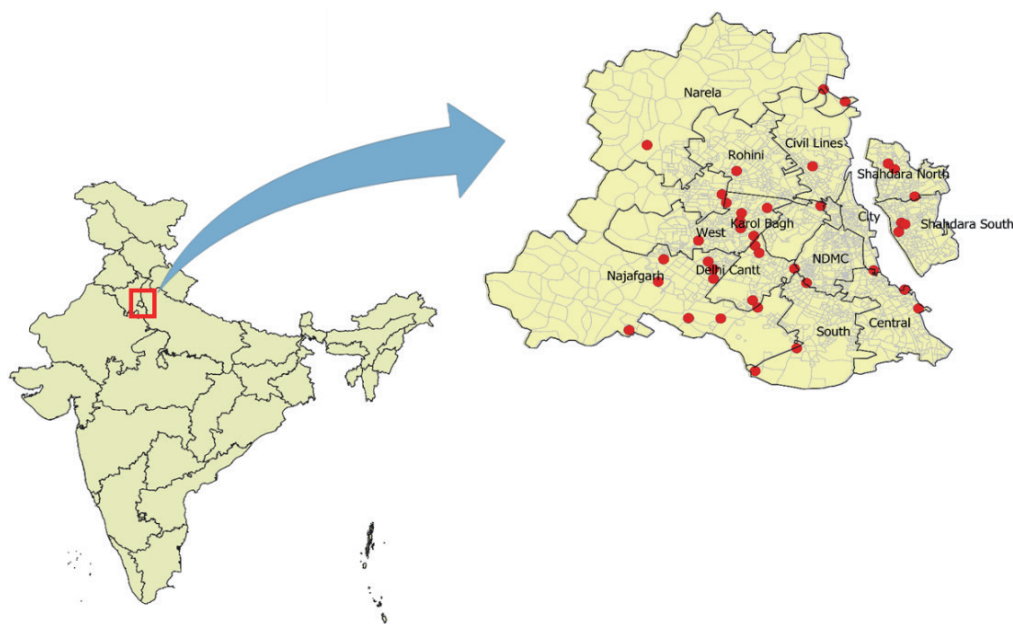 Narela
Civil Lines
Rohini
Shahdara North
City
Karol Bagh
Shahdara South
West
NDMC
Najafgarh
Delhi Cantt
Central
South